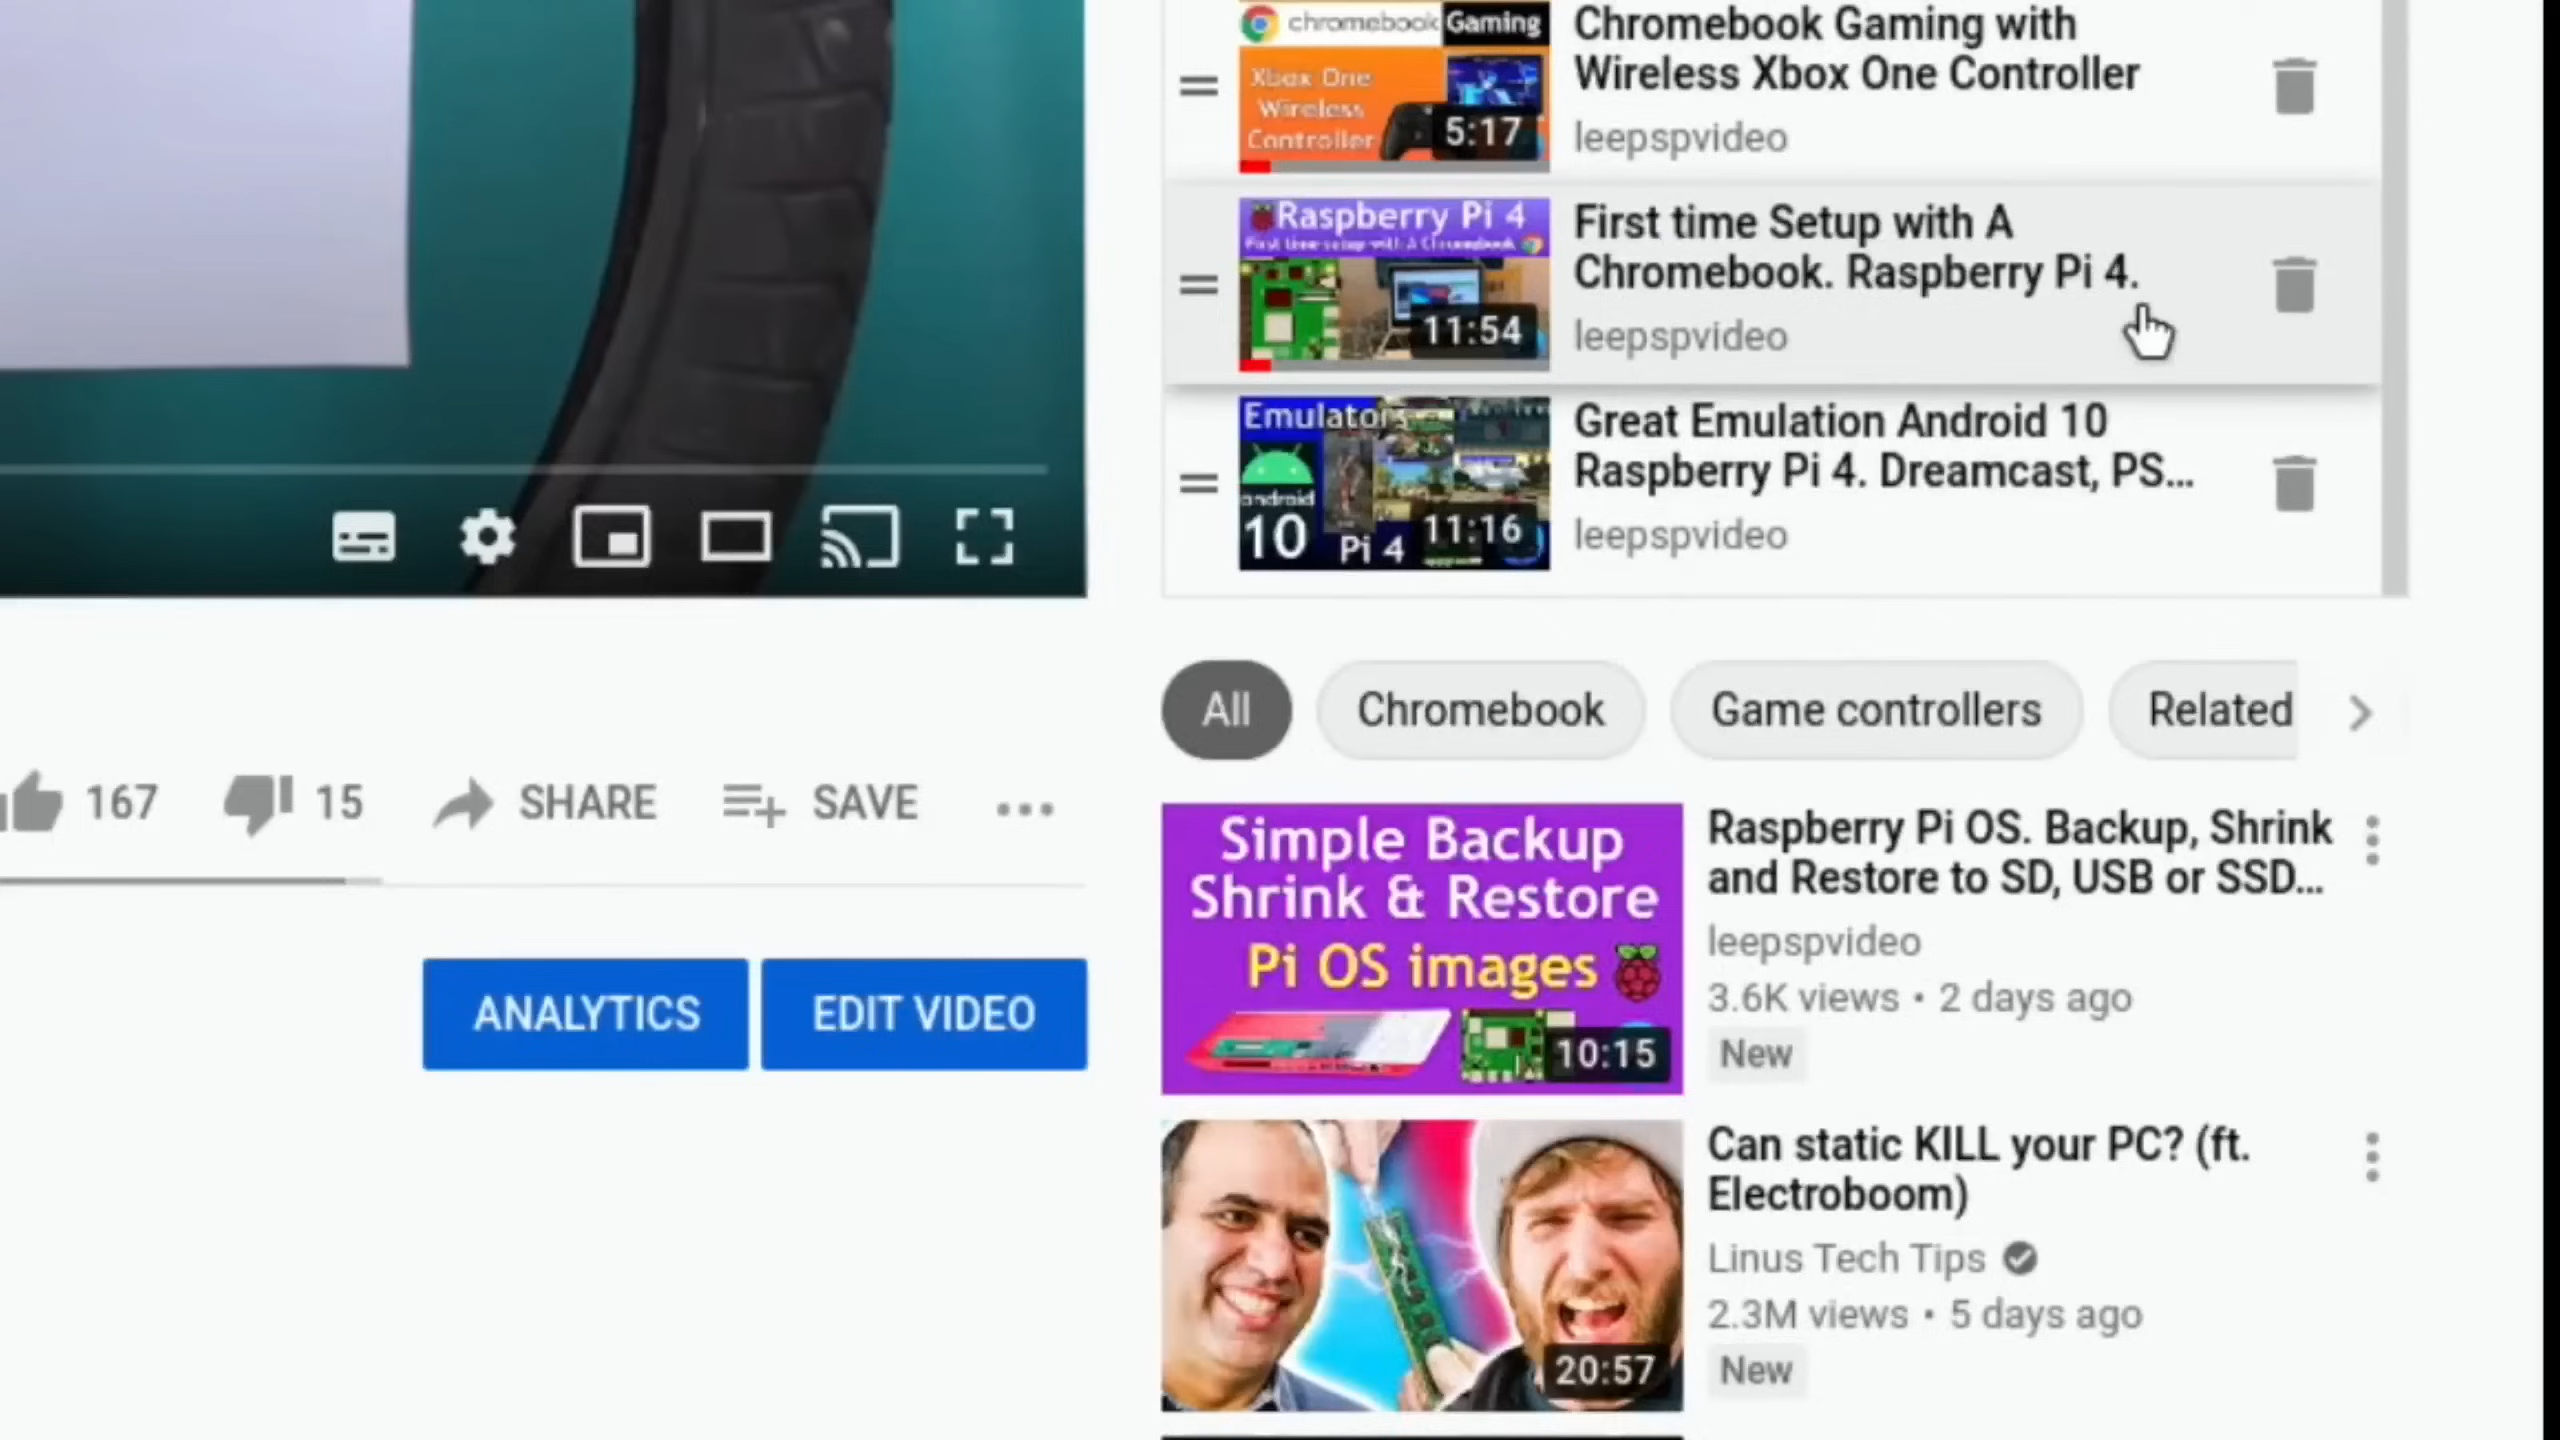 chromebook Gaming
Xbox One
Wireless
Controller
5:17
Chromebook Gaming with
Wireless Xbox One Controller
leepspvideo
Raspberry Pi 4
First time setup with A Chromebook
11:54
First time Setup with A
Chromebook. Raspberry Pi 4.
leepspvideo
Emulators
android
10
Pi 4
11:16
Great Emulation Android 10
Raspberry Pi 4. Dreamcast, PS...
leepspvideo
All
Chromebook
Game controllers
Related
167
15
SHARE
SAVE
ANALYTICS
EDIT VIDEO
Simple Backup
Shrink & Restore
Pi OS images
10:15
Raspberry Pi OS. Backup, Shrink
and Restore to SD, USB or SSD...
leepspvideo
3.6K views • 2 days ago
New
20:57
Can static KILL your PC? (ft.
Electroboom)
Linus Tech Tips
2.3M views • 5 days ago
New